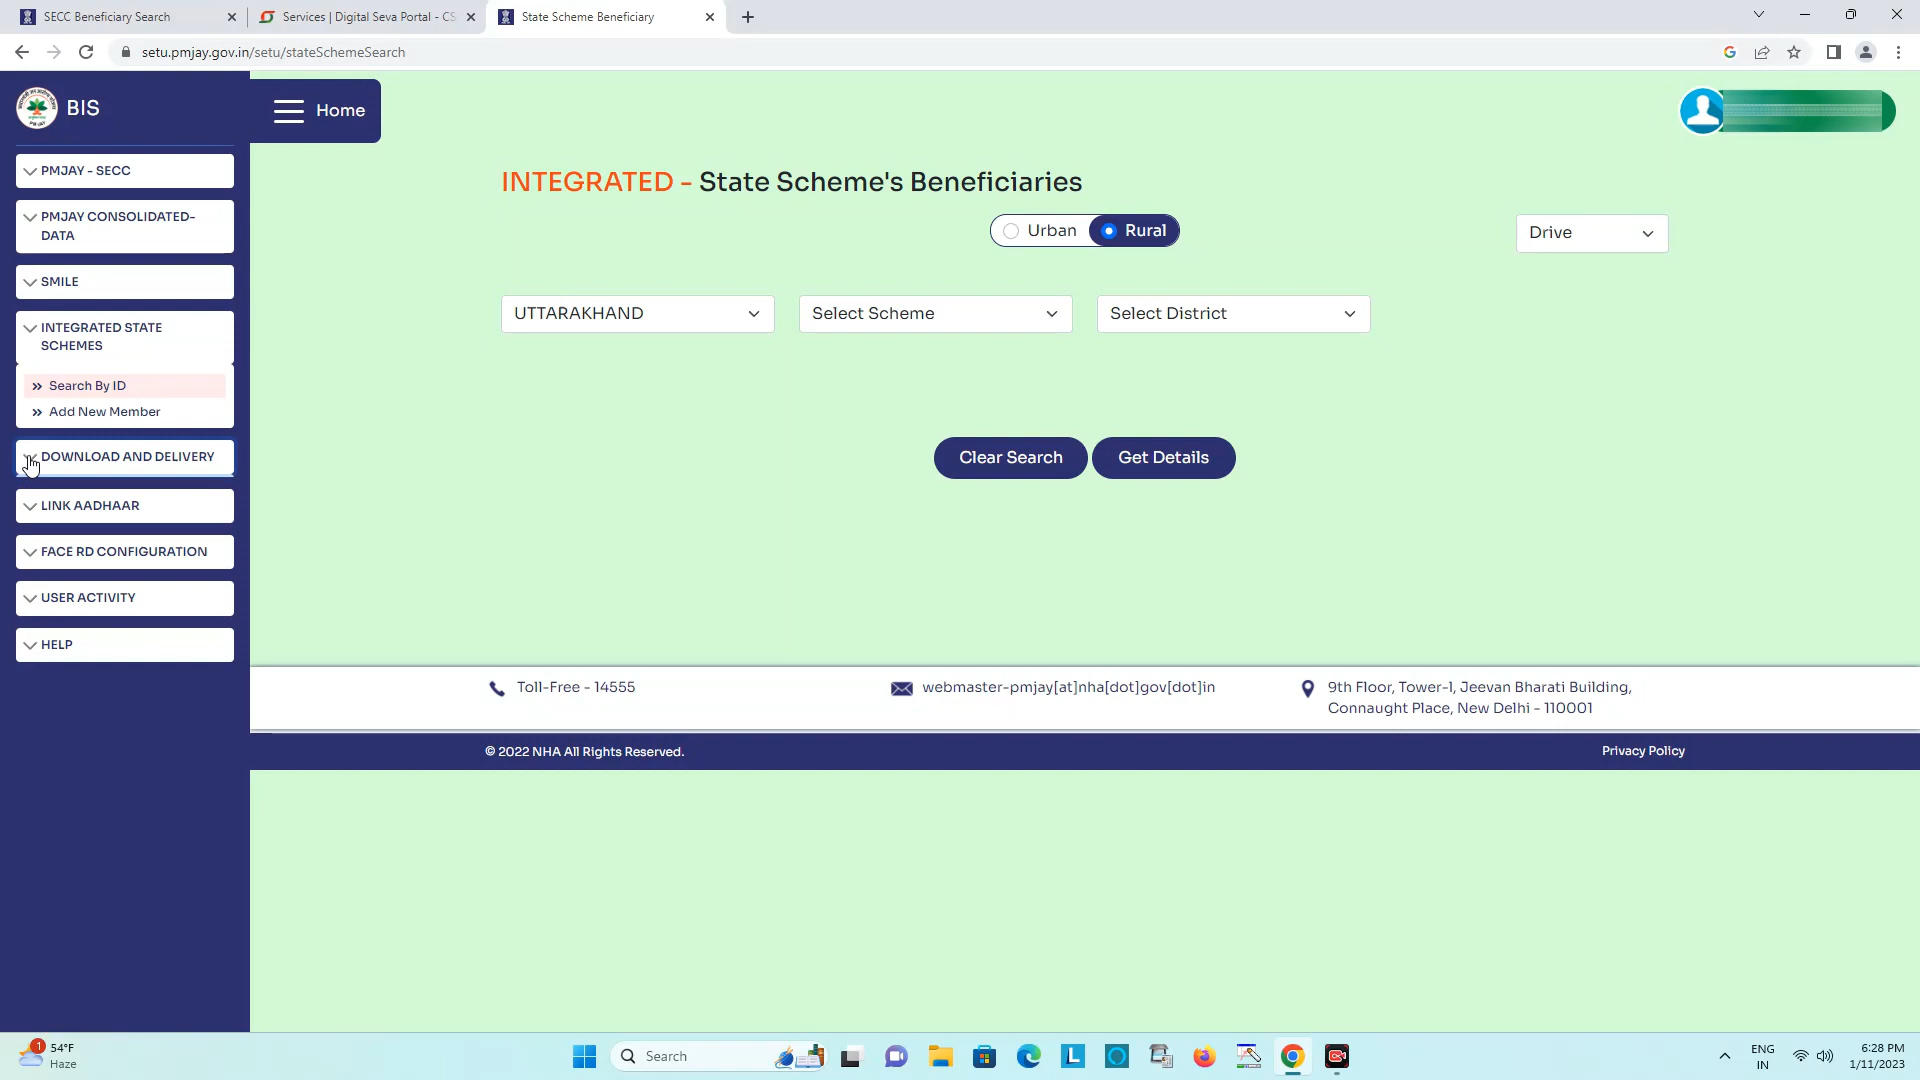 SECC Beneficiary Search
Services | Digital Seva Portal - CS
State Scheme Beneficiary
setu.pmjay.gov.in/setu/stateSchemeSearch
BIS
Home
PMJAY - SECC
PMJAY CONSOLIDATED-
DATA
SMILE
INTEGRATED STATE
SCHEMES
Search By ID
Add New Member
DOWNLOAD AND DELIVERY
LINK AADHAAR
FACE RD CONFIGURATION
USER ACTIVITY
HELP
INTEGRATED - State Scheme's Beneficiaries
Urban
Rural
Drive
UTTARAKHAND
Select Scheme
Select District
Clear Search
Get Details
Toll-Free - 14555
webmaster-pmjay[at]nha[dot]gov[dot]in
9th Floor, Tower-l, Jeevan Bharati Building,
Connaught Place, New Delhi - 110001
© 2022 NHA All Rights Reserved.
Privacy Policy
1
54°F
Haze
Search
ENG
IN
6:28 PM
1/11/2023